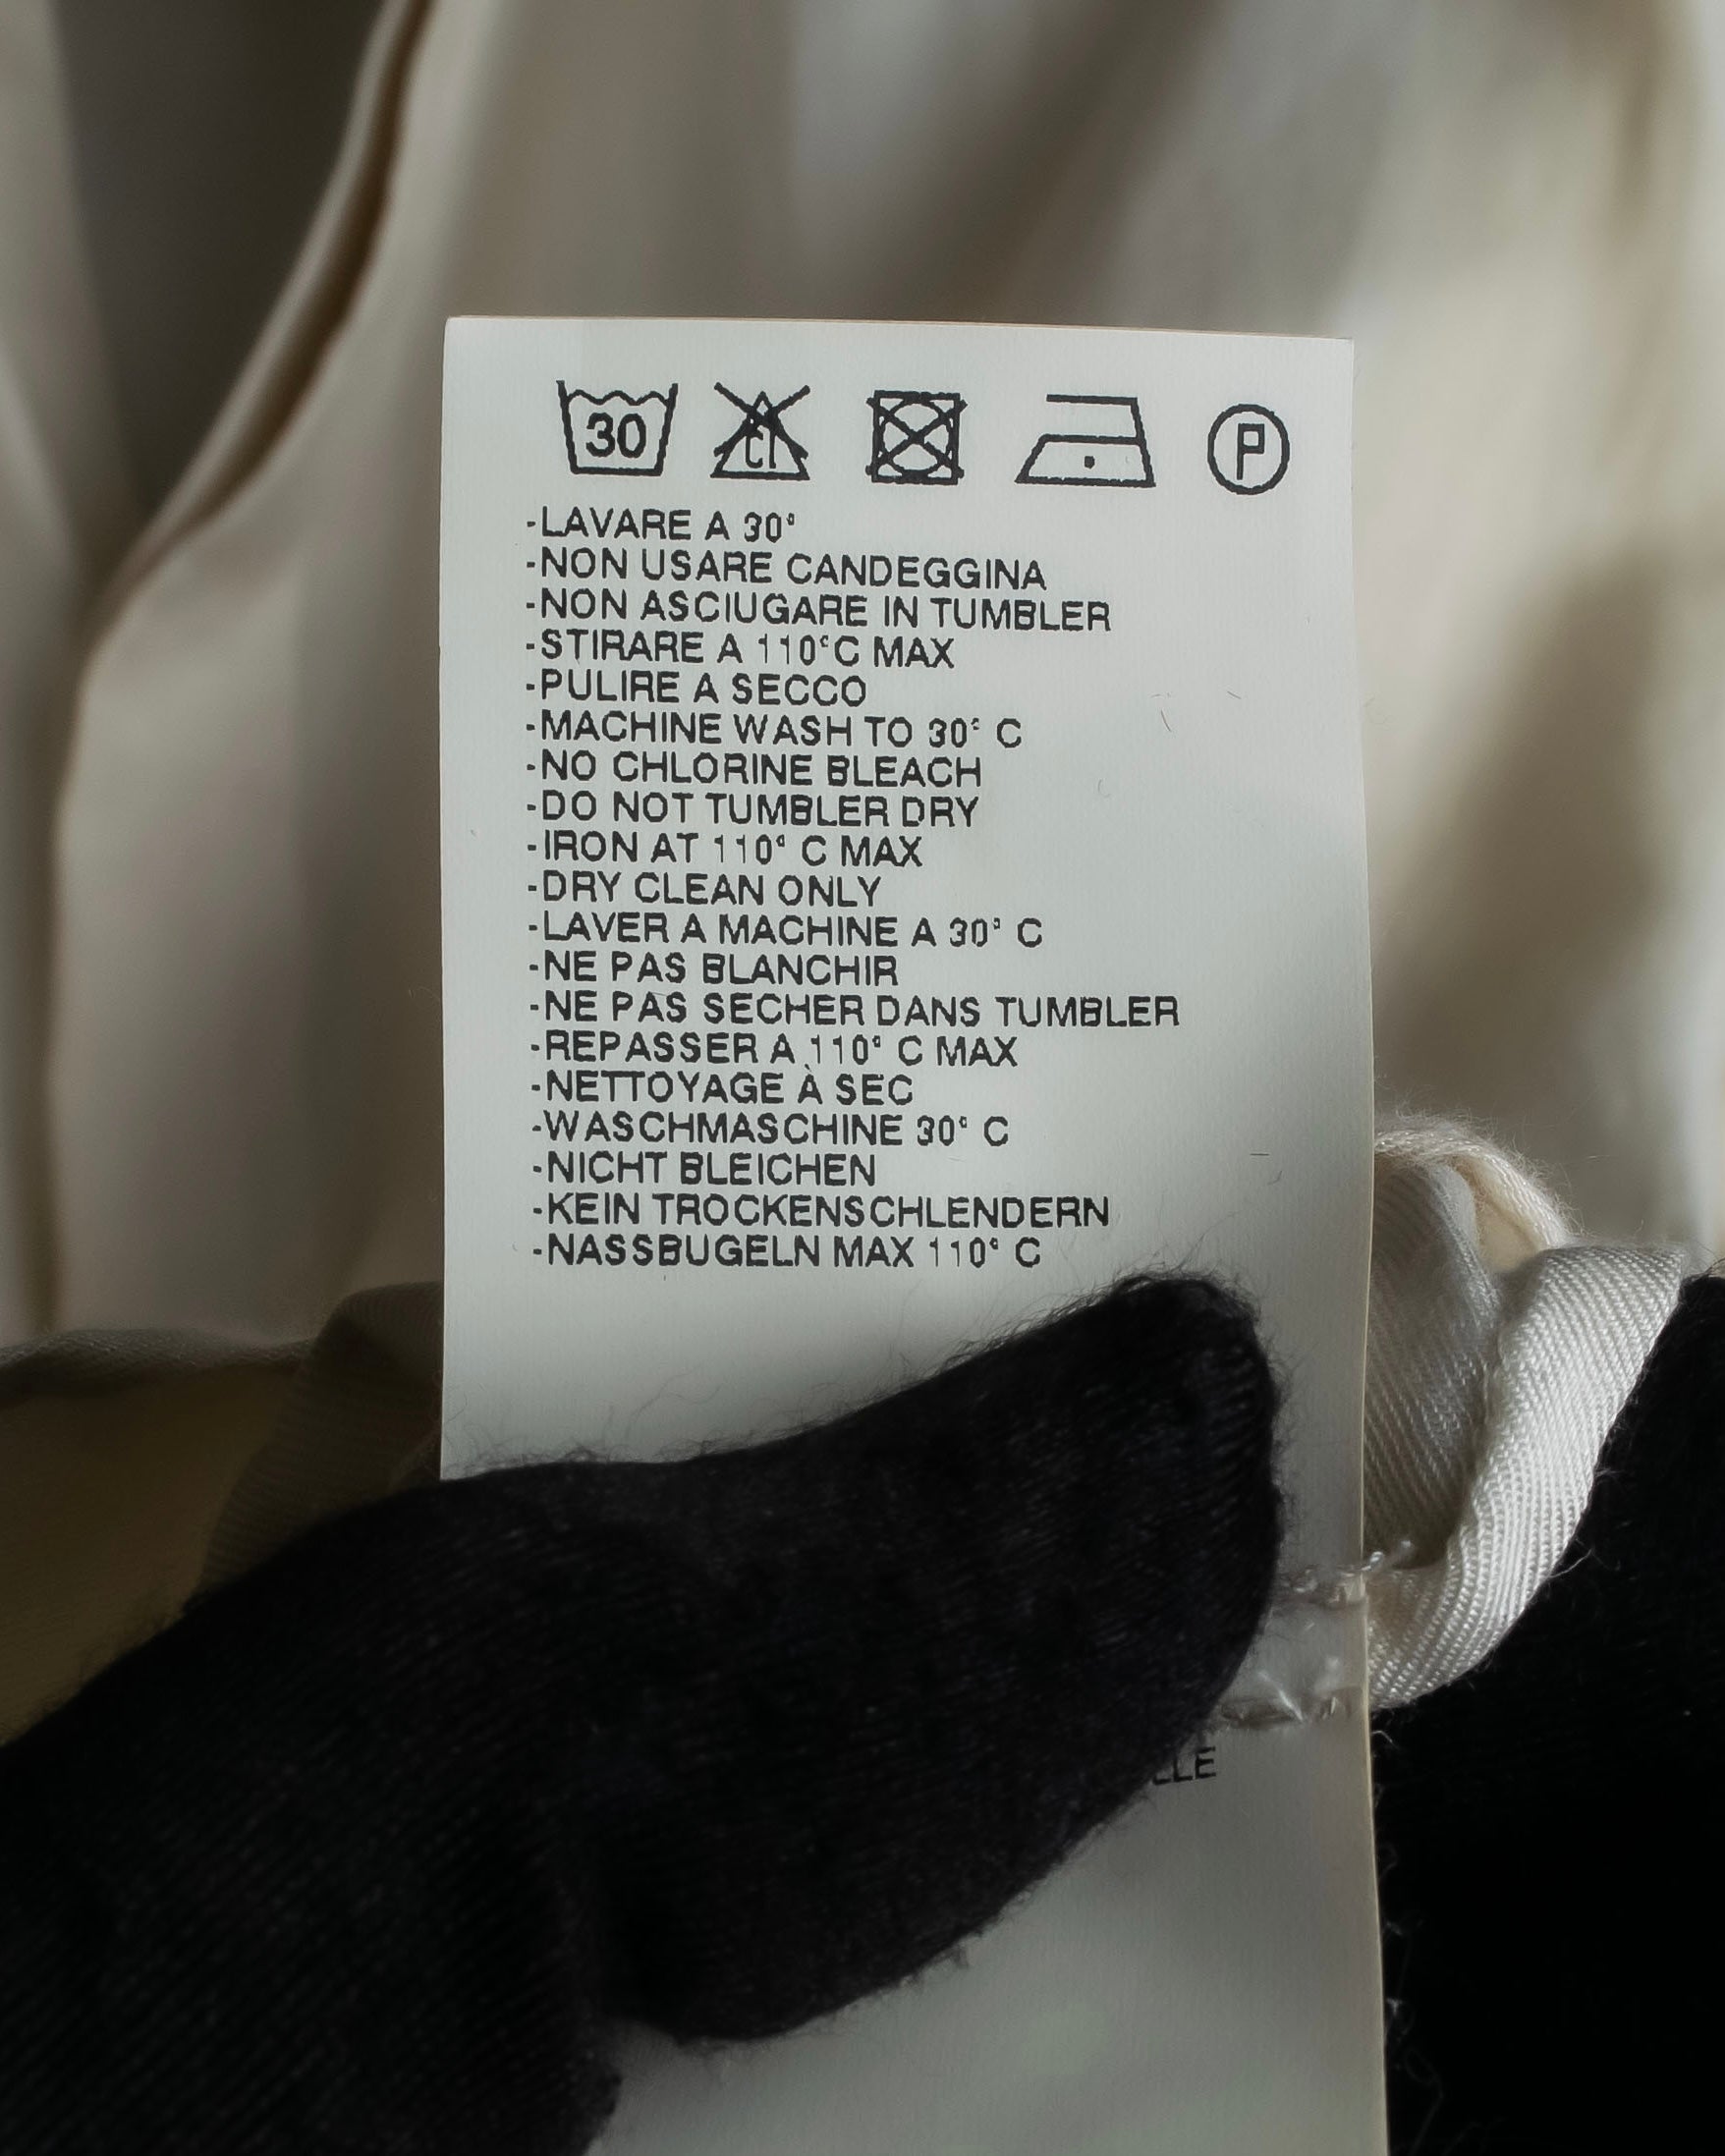 30 Cl P
-LAVARE A 30°
-NON USARE CANDEGGINA
-NON ASCIUGARE IN TUMBLER
-STIRARE A 110°C MAX
-PULIRE A SECCO
-MACHINE WASH TO 30° C
-NO CHLORINE BLEACH
-DO NOT TUMBLER DRY
-IRON AT 110° C MAX
-DRY CLEAN ONLY
-LAVER A MACHINE A 30° C
-NE PAS BLANCHIR
-NE PAS SECHER DANS TUMBLER
-REPASSER A 110° C MAX
-NETTOYAGE À SEC
-WASCHMASCHINE 30° C
-NICHT BLEICHEN
-KEIN TROCKENSCHLENDERN
-NASSBUGELN MAX 110° C